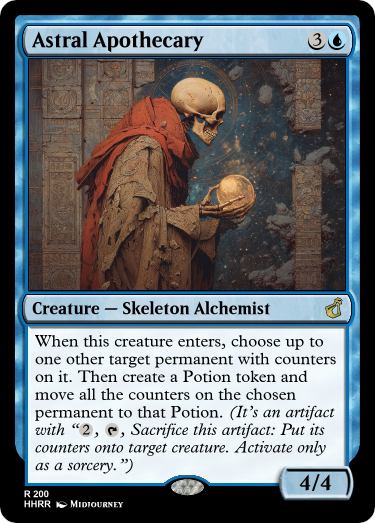 Astral Apothecary 3
Creature — Skeleton Alchemist
When this creature enters, choose up to
one other target permanent with counters
on it. Then create a Potion token and
move all the counters on the chosen
permanent to that Potion. (It's an artifact
with “2, , Sacrifice this artifact: Put its
counters onto target creature. Activate only
as a sorcery.”)
4/4
R 200
HHRR Midjourney